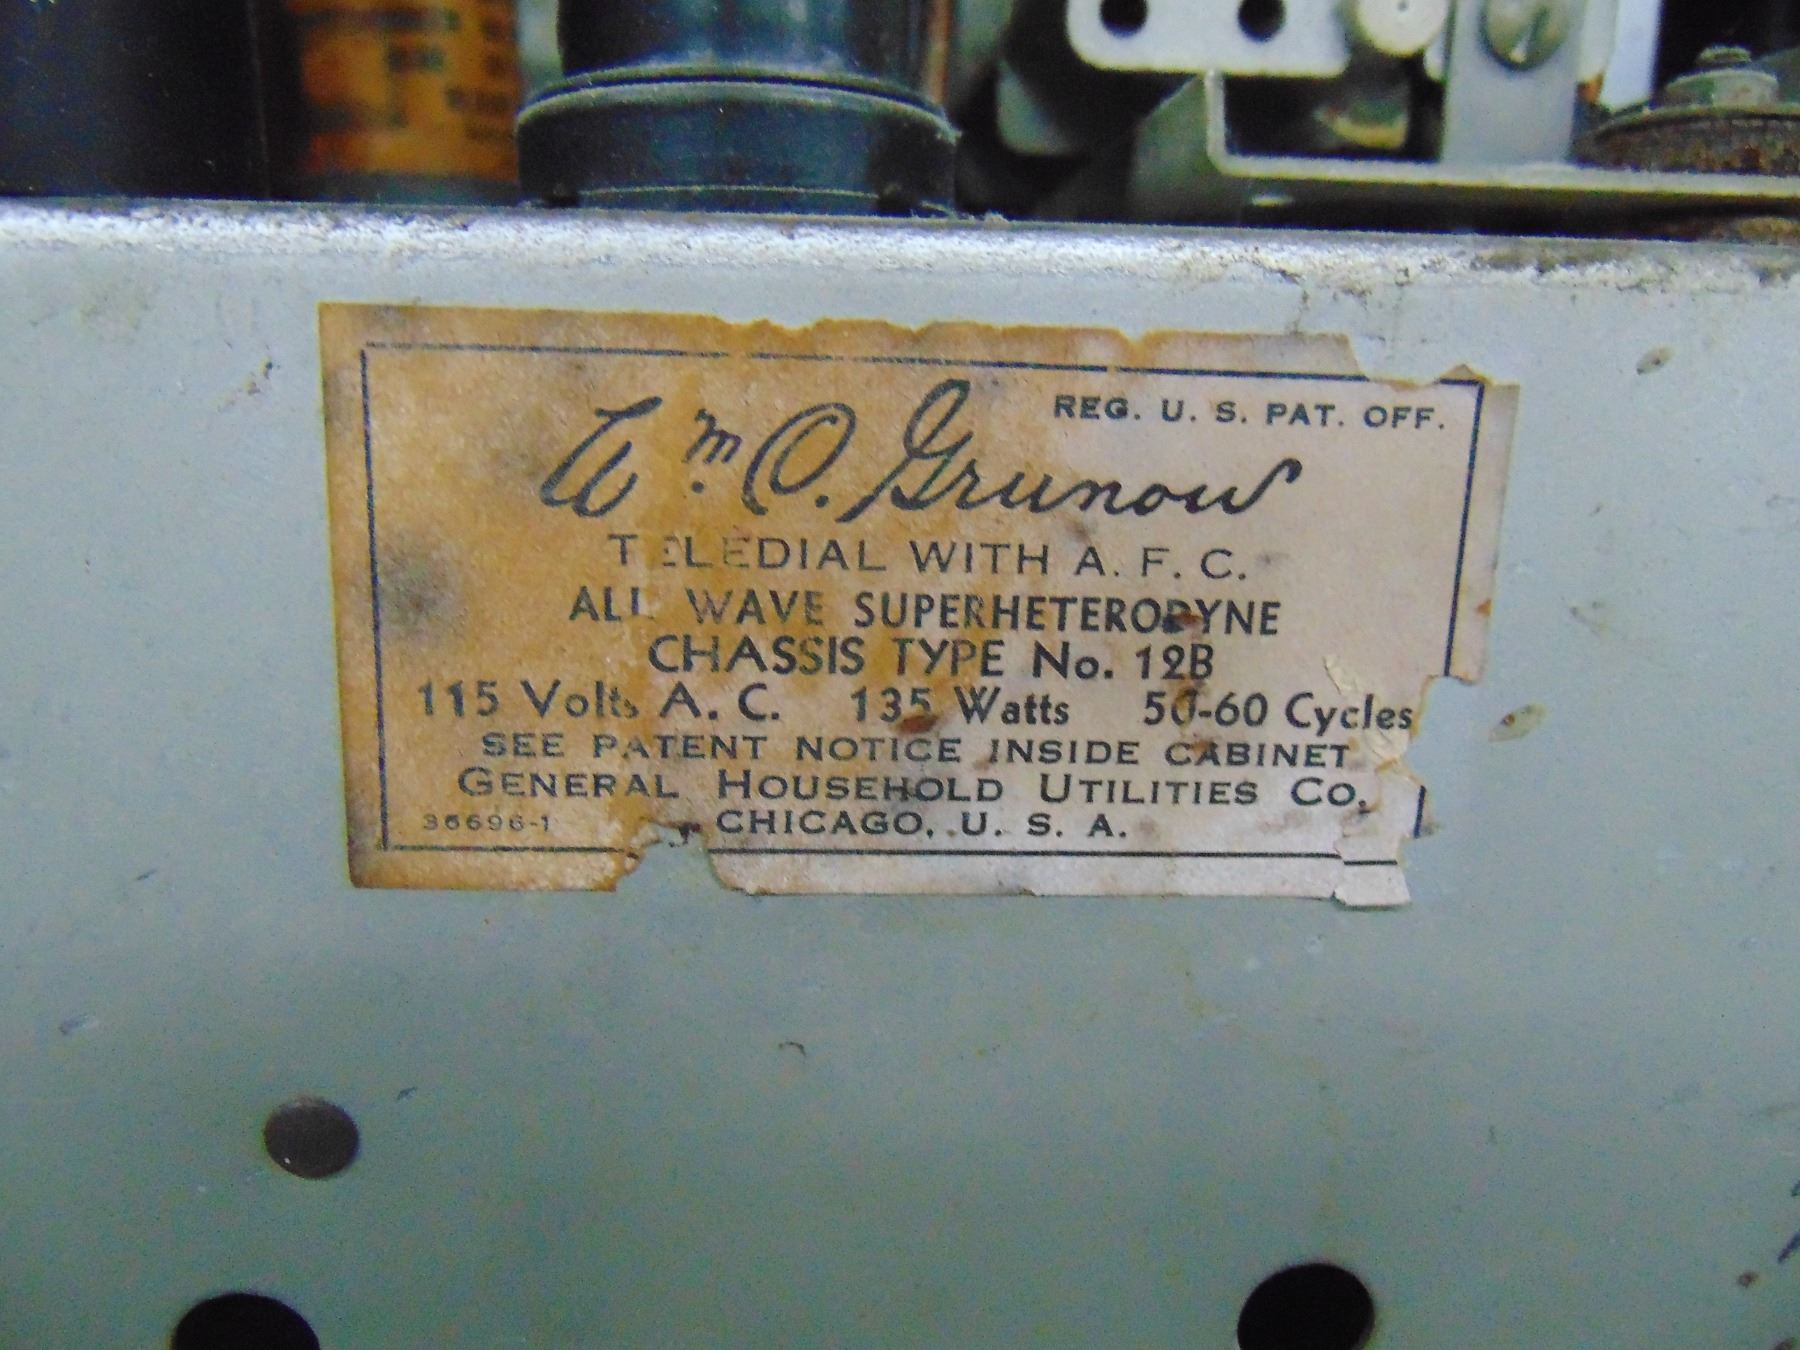 REG. U. S. PAT. OFF.
Wm. C. Grunow
TELEDIAL WITH A. F. C.
ALL WAVE SUPERHETERODYNE
CHASSIS TYPE No. 12B
115 Volts A. C. 135 Watts 50-60 Cycles
SEE PATENT NOTICE INSIDE CABINET
GENERAL HOUSEHOLD UTILITIES CO.
36696-1 CHICAGO, U. S. A.